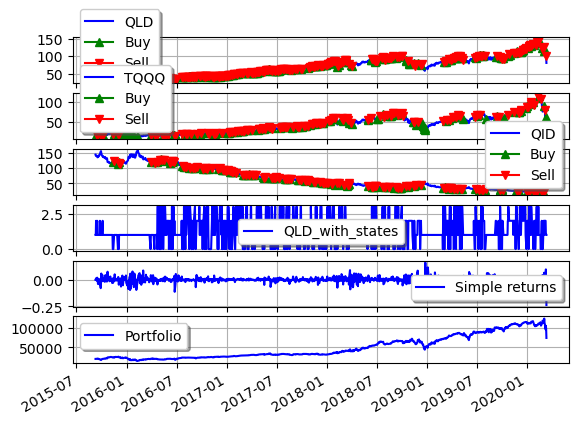 QLD
Buy
Sell
150
100
50
TQQQ
Buy
Sell
100
50
QID
Buy
Sell
150
100
50
2.5
0.0
QLD_with_states
0.00
−0.25
Simple returns
100000
50000
Portfolio
2015-07
2016-01
2016-07
2017-01
2017-07
2018-01
2018-07
2019-01
2019-07
2020-01